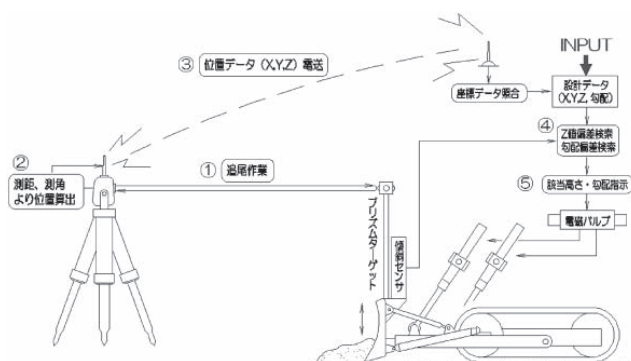 INPUT
③ 位置データ (X,Y,Z) 電送
座標データ照合
設計データ
(X,Y,Z, 勾配)
④
Z値偏差検索
勾配偏差検索
②
測距、測角
より位置算出
① 追尾作業
⑤
該当高さ・勾配指示
電磁バルブ
プリズムターゲット
傾斜センサ